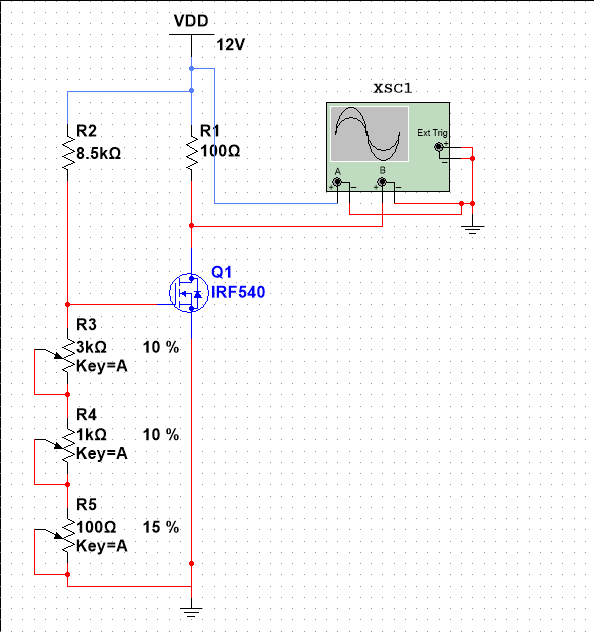 VDD
12V
xsc1
Ext Trig
+
−
A
B
+ − + −
R2
8.5kΩ
R1
100Ω
Q1
IRF540
R3
3kΩ 10 %
Key=A
R4
1kΩ 10 %
Key=A
R5
100Ω 15 %
Key=A